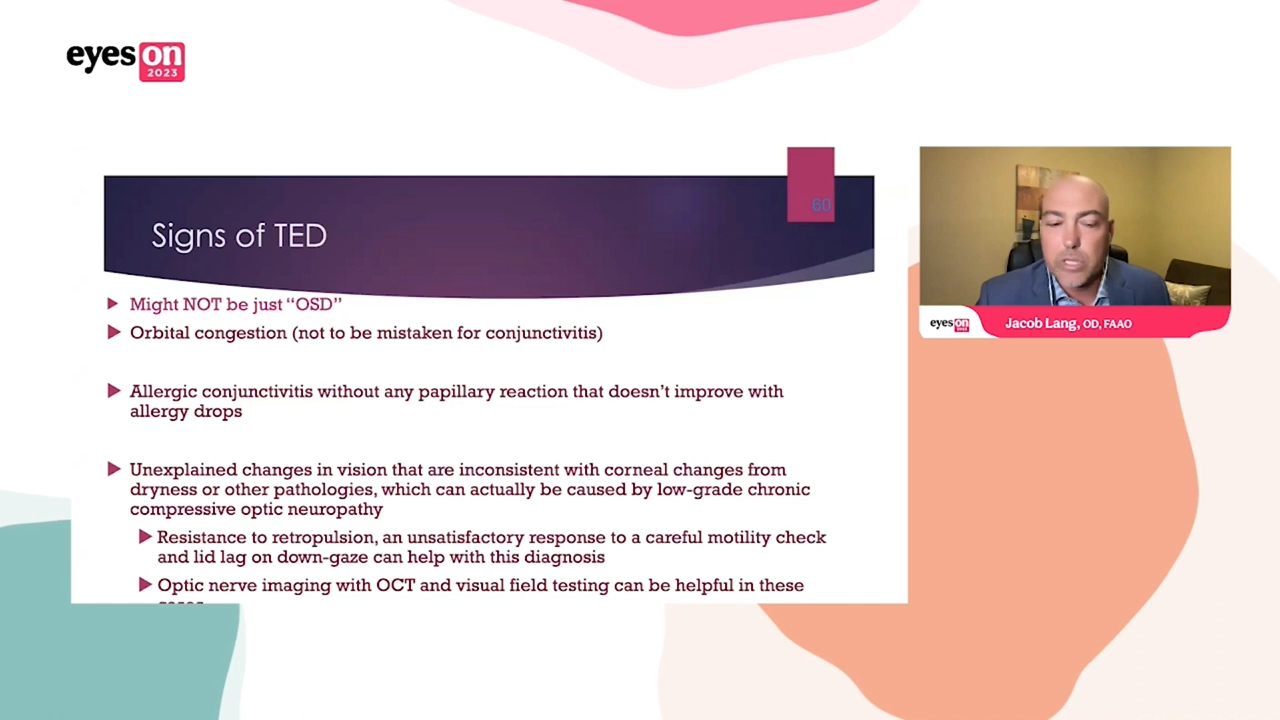 eyes on
2023
60
Signs of TED
Might NOT be just “OSD”
Orbital congestion (not to be mistaken for conjunctivitis)
Allergic conjunctivitis without any papillary reaction that doesn’t improve with
allergy drops
Unexplained changes in vision that are inconsistent with corneal changes from
dryness or other pathologies, which can actually be caused by low-grade chronic
compressive optic neuropathy
Resistance to retropulsion, an unsatisfactory response to a careful motility check
and lid lag on down-gaze can help with this diagnosis
Optic nerve imaging with OCT and visual field testing can be helpful in these
eyes on
Jacob Lang, OD, FAAO